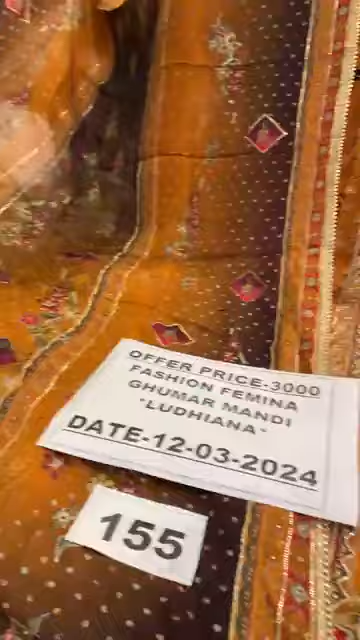 OFFER PRICE:3000
FASHION FEMINA
GHUMAR MANDI
"LUDHIANA"
DATE-12-03-2024
155